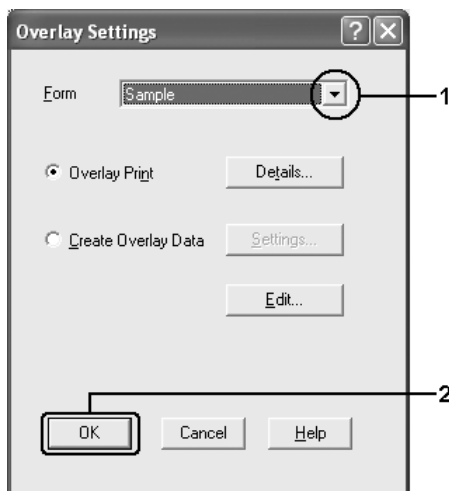 Overlay Settings
Form Sample 1
Overlay Print Details...
Create Overlay Data Settings...
Edit...
2
OK Cancel Help